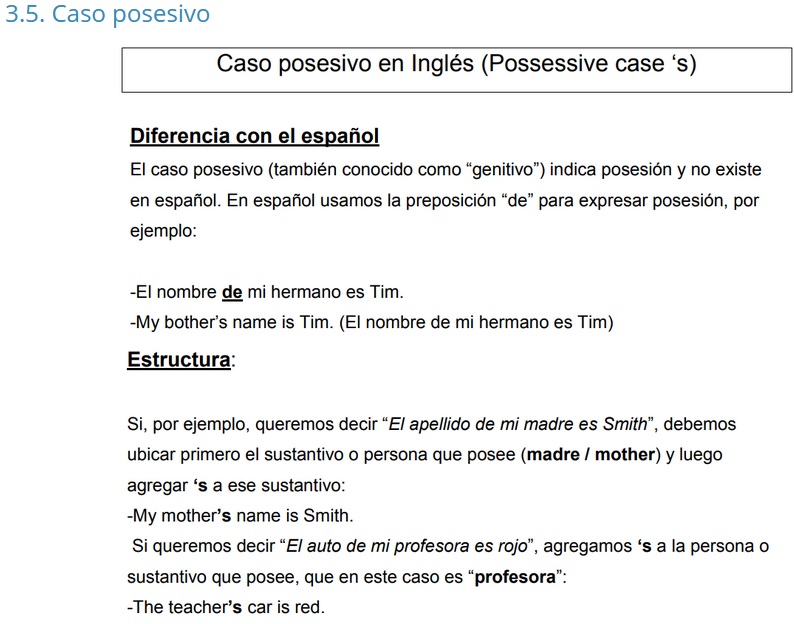 3.5. Caso posesivo
Caso posesivo en Inglés (Possessive case ‘s)
Diferencia con el español
El caso posesivo (también conocido como “genitivo”) indica posesión y no existe
en español. En español usamos la preposición “de” para expresar posesión, por
ejemplo:
-El nombre de mi hermano es Tim.
-My bother’s name is Tim. (El nombre de mi hermano es Tim)
Estructura:
Si, por ejemplo, queremos decir “El apellido de mi madre es Smith”, debemos
ubicar primero el sustantivo o persona que posee (madre / mother) y luego
agregar ‘s a ese sustantivo:
-My mother’s name is Smith.
Si queremos decir “El auto de mi profesora es rojo”, agregamos ‘s a la persona o
sustantivo que posee, que en este caso es “profesora”:
-The teacher’s car is red.